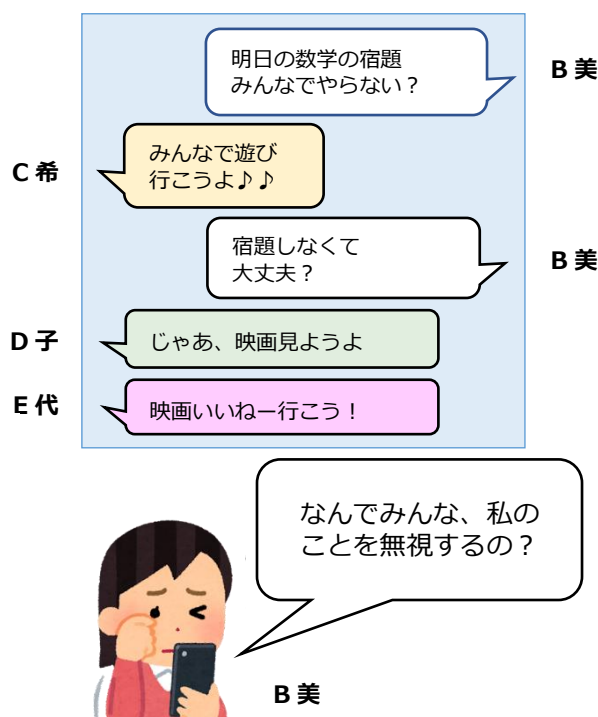 明日の数学の宿題
みんなでやらない？
B美
みんなで遊び
行こうよ♪♪
C希
宿題しなくて
大丈夫？
B美
D子
じゃあ、映画見ようよ
E代
映画いいねー行こう！
なんでみんな、私の
ことを無視するの？
B美